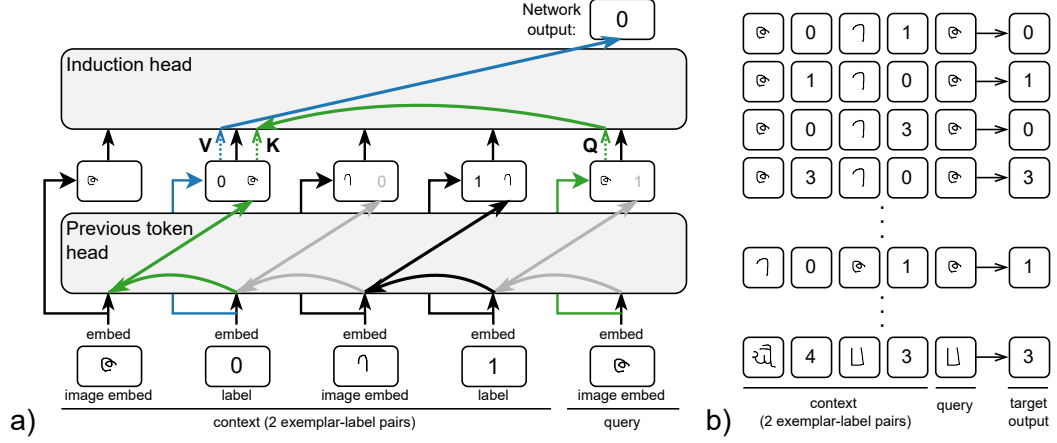 Network
output:
0
Induction head
V
K
Q
0
0
1
1
Previous token
head
embed
embed
embed
embed
embed
0
1
image embed
label
image embed
label
image embed
context (2 exemplar-label pairs)
query
a)
0 1 → 0
1 0 → 1
0 3 → 0
3 0 → 3
0 1 → 1
4 3 → 3
context
(2 exemplar-label pairs)
query
target
output
b)